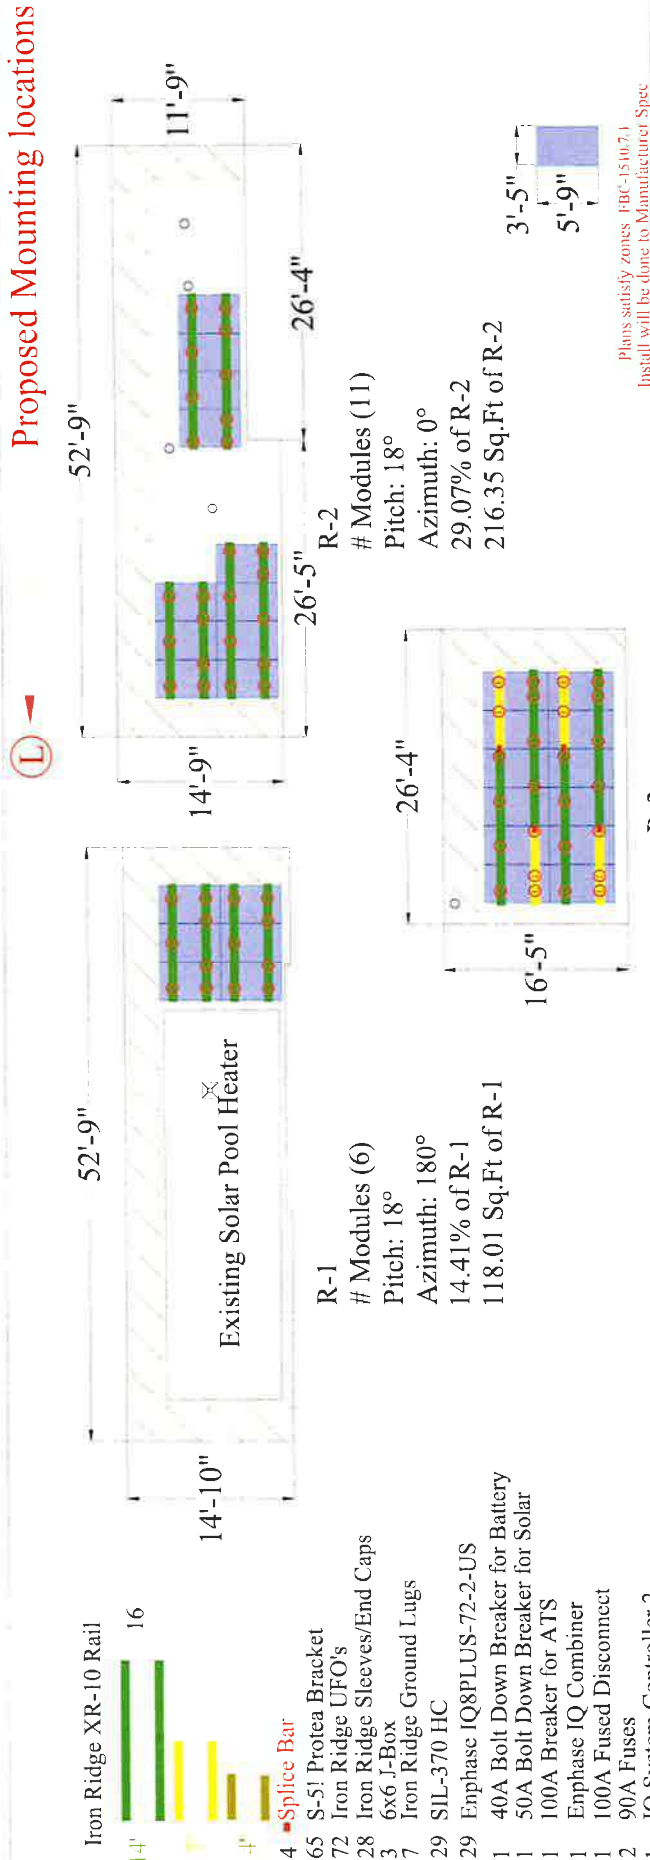 Proposed Mounting locations
L
52'-9"
11'-9"
14'-9"
26'-5"
26'-4"
R-2
# Modules (11)
Pitch: 18°
Azimuth: 0°
29.07% of R-2
216.35 Sq.Ft of R-2
3'-5"
5'-9"
Plans satisfy zones FBC-1510.7.1
Install will be done to Manufacturer Spec
52'-9"
14'-10"
Existing Solar Pool Heater
R-1
# Modules (6)
Pitch: 18°
Azimuth: 180°
14.41% of R-1
118.01 Sq.Ft of R-1
26'-4"
16'-5"
Iron Ridge XR-10 Rail
14'
16
4'
4 Splice Bar
65 S-5! Protea Bracket
72 Iron Ridge UFO's
28 Iron Ridge Sleeves/End Caps
3 6x6 J-Box
7 Iron Ridge Ground Lugs
29 SIL-370 HC
29 Enphase IQ8PLUS-72-2-US
1 40A Bolt Down Breaker for Battery
1 50A Bolt Down Breaker for Solar
1 100A Breaker for ATS
1 Enphase IQ Combiner
1 100A Fused Disconnect
2 90A Fuses
1 IQ System Controller 2